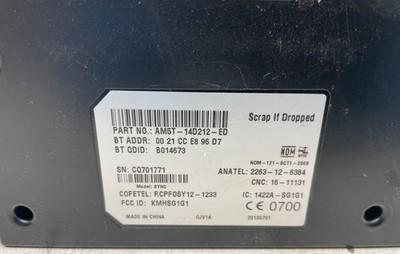 Scrap If Dropped
PART NO.: AM5T-14D212-ED
BT ADDR: 00 21 CC E8 96 D7
BT QDID: B014673
NOM
NOM-121-SCT1-2009
SN: CQ701771
ANATEL: 2263-12-6384
CNC: 16-11131
Model: SYNC
COFETEL: RCPFOSY12-1233
IC: 1422A-SG1G1
FCC ID: KMHSG1G1
CE 0700
MADE IN CHINA
GJV1A